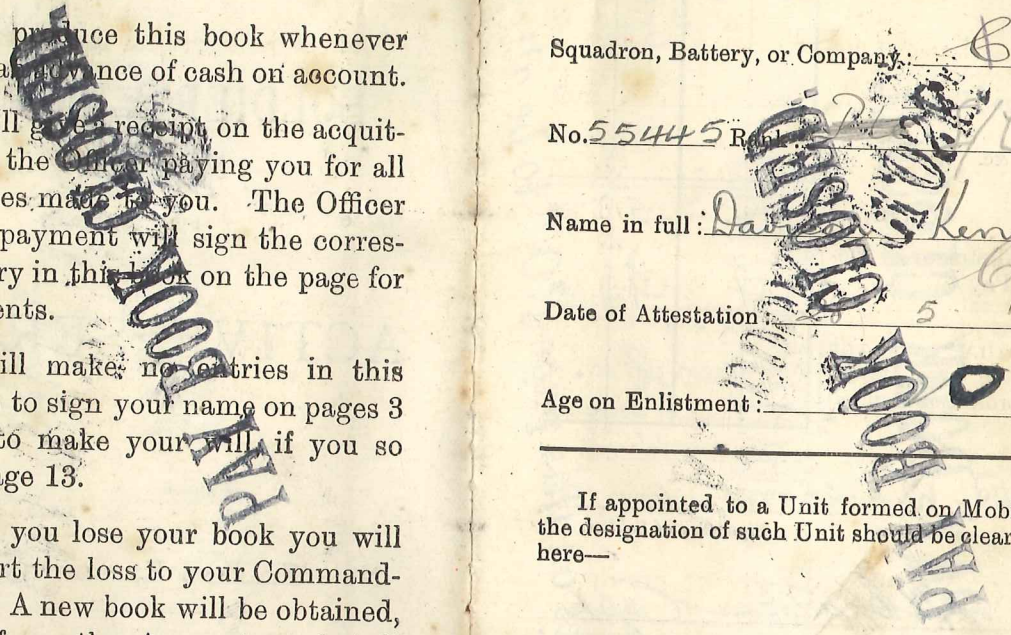 produce this book whenever
advance of cash on account.
ll give a receipt on the acquit-
the Officer paying you for all
es made to you. The Officer
payment will sign the corres-
ry in this book on the page for
ents.
ill make no entries in this
to sign your name on pages 3
to make your will, if you so
age 13.
you lose your book you will
rt the loss to your Command-
A new book will be obtained,
PAY BOOK CLOSED
Squadron, Battery, or Company:
No. 55445 Rank:
Name in full: Ken
Date of Attestation: 5
Age on Enlistment:
If appointed to a Unit formed on Mob
the designation of such Unit should be clear
here—
PAY BOOK CLOSED